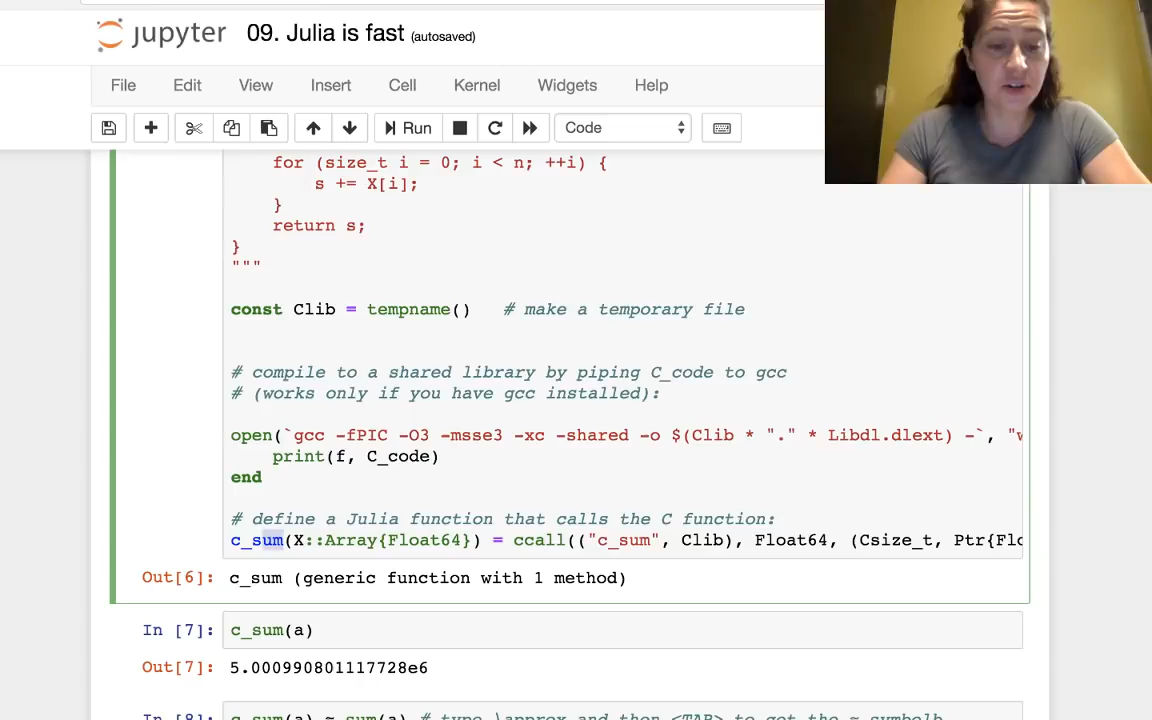 jupyter 09. Julia is fast (autosaved)
File Edit View Insert Cell Kernel Widgets Help
Run Code
for (size_t i = 0; i < n; ++i) {
s += X[i];
}
return s;
}
"""
const Clib = tempname() # make a temporary file
# compile to a shared library by piping C_code to gcc
# (works only if you have gcc installed):
open(`gcc -fPIC -O3 -msse3 -xc -shared -o $(Clib * "." * Libdl.dlext) -`, "w
print(f, C_code)
end
# define a Julia function that calls the C function:
c_sum(X::Array{Float64}) = ccall(("c_sum", Clib), Float64, (Csize_t, Ptr{Flo
Out[6]: c_sum (generic function with 1 method)
In [7]: c_sum(a)
Out[7]: 5.000990801117728e6
In [8]: c_sum(a) ≈ sum(a) # type \approx and then <TAB> to get the ≈ symbolb